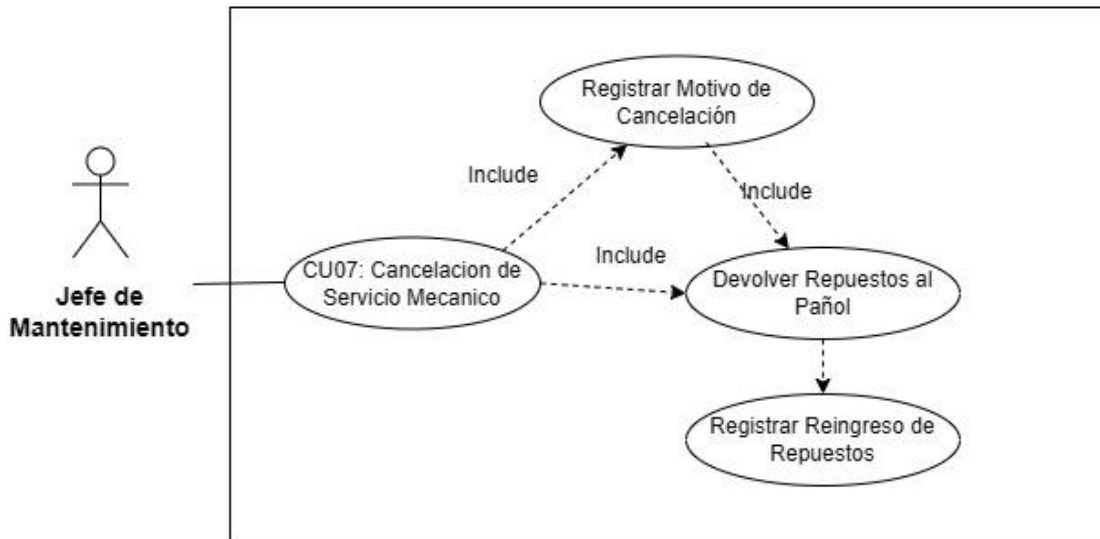 Registrar Motivo de
Cancelación
Include
Include
Jefe de
Mantenimiento
CU07: Cancelacion de
Servicio Mecanico
Include
Devolver Repuestos al
Pañol
Registrar Reingreso de
Repuestos